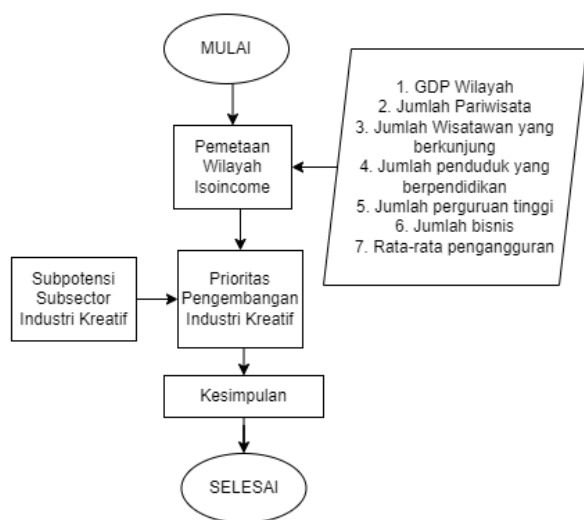 MULAI
1. GDP Wilayah
2. Jumlah Pariwisata
3. Jumlah Wisatawan yang
berkunjung
4. Jumlah penduduk yang
berpendidikan
5. Jumlah perguruan tinggi
6. Jumlah bisnis
7. Rata-rata pengangguran
Pemetaan
Wilayah
Isoincome
Subpotensi
Subsector
Industri Kreatif
Prioritas
Pengembangan
Industri Kreatif
Kesimpulan
SELESAI